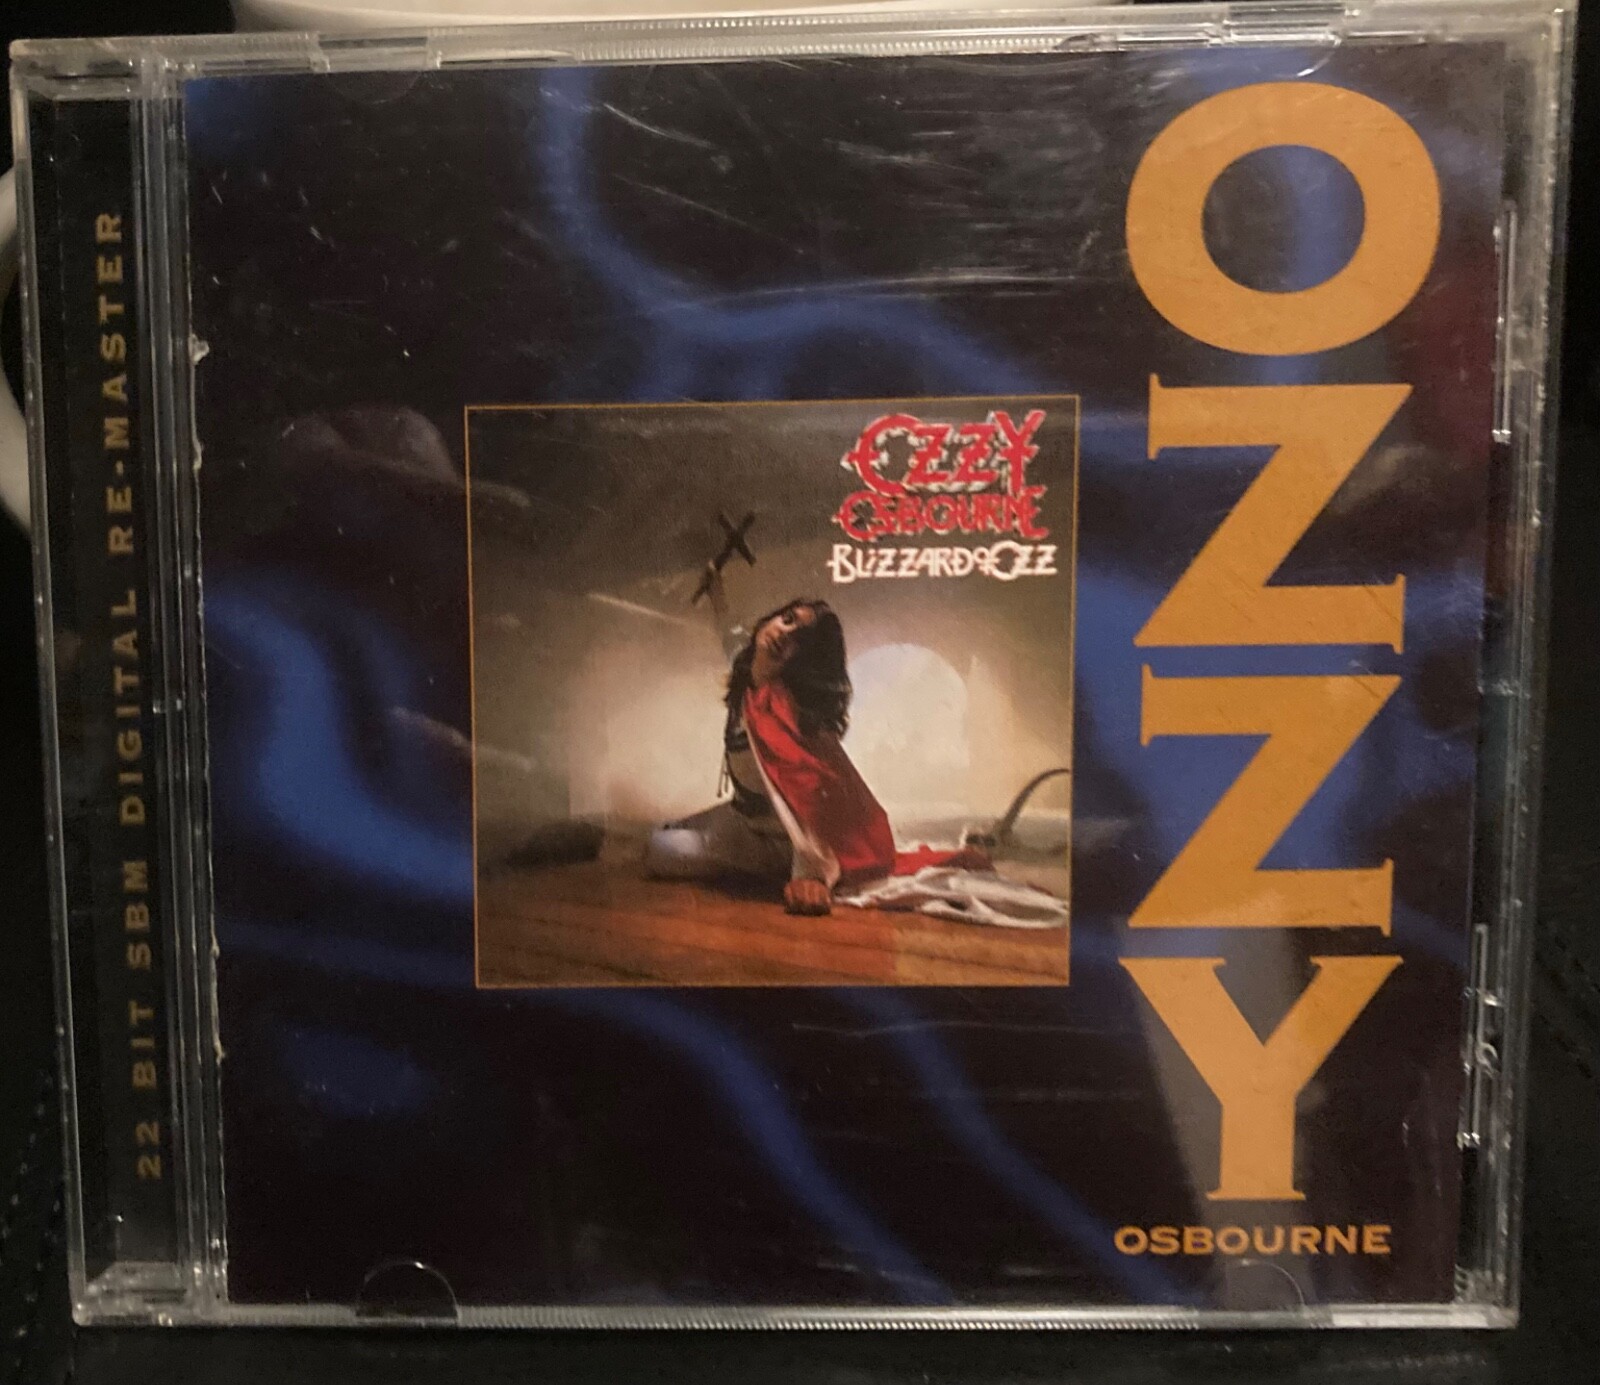 22 BIT SBM DIGITAL RE-MASTER
OZZY
OSBOURNE
BLIZZARD OF OZZ
OZZY
OSBOURNE